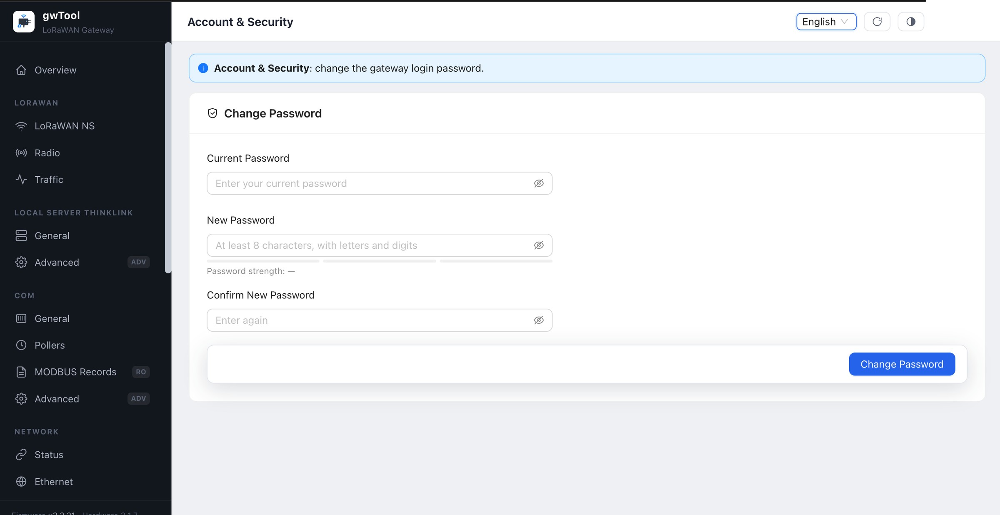 gwTool
LoRaWAN Gateway
Overview
LORAWAN
LoRaWAN NS
Radio
Traffic
LOCAL SERVER THINKLINK
General
Advanced ADV
COM
General
Pollers
MODBUS Records RO
Advanced ADV
NETWORK
Status
Ethernet
Account & Security
English
Account & Security: change the gateway login password.
Change Password
Current Password
Enter your current password
New Password
At least 8 characters, with letters and digits
Password strength: —
Confirm New Password
Enter again
Change Password